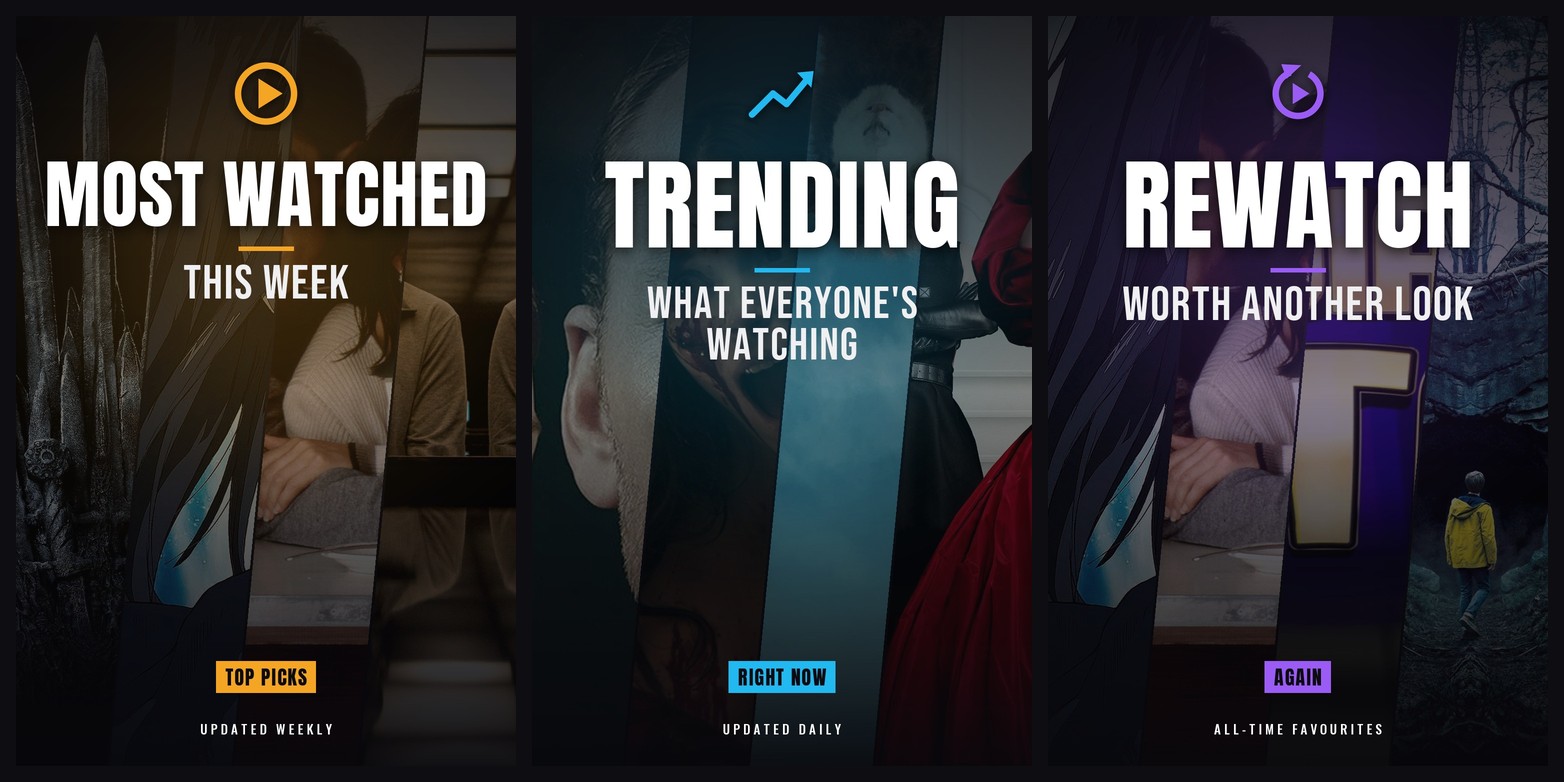 MOST WATCHED
THIS WEEK
TOP PICKS
UPDATED WEEKLY
TRENDING
WHAT EVERYONE'S
WATCHING
RIGHT NOW
UPDATED DAILY
REWATCH
WORTH ANOTHER LOOK
AGAIN
ALL-TIME FAVOURITES